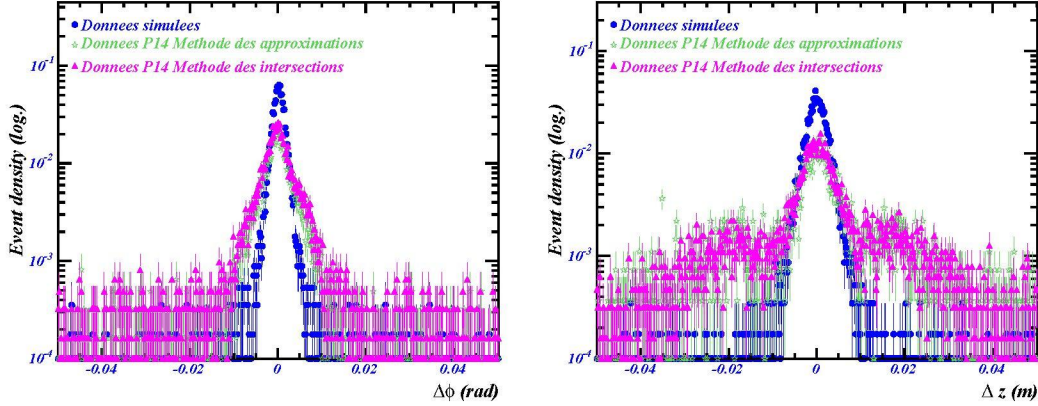 Donnees simulees
Donnees P14 Methode des approximations
Donnees P14 Methode des intersections
Event density (log.)
10^-1
10^-2
10^-3
10^-4
-0.04 -0.02 0 0.02 0.04
Δϕ (rad)
Donnees simulees
Donnees P14 Methode des approximations
Donnees P14 Methode des intersections
Event density (log.)
10^-1
10^-2
10^-3
10^-4
-0.04 -0.02 0 0.02 0.04
Δ z (m)